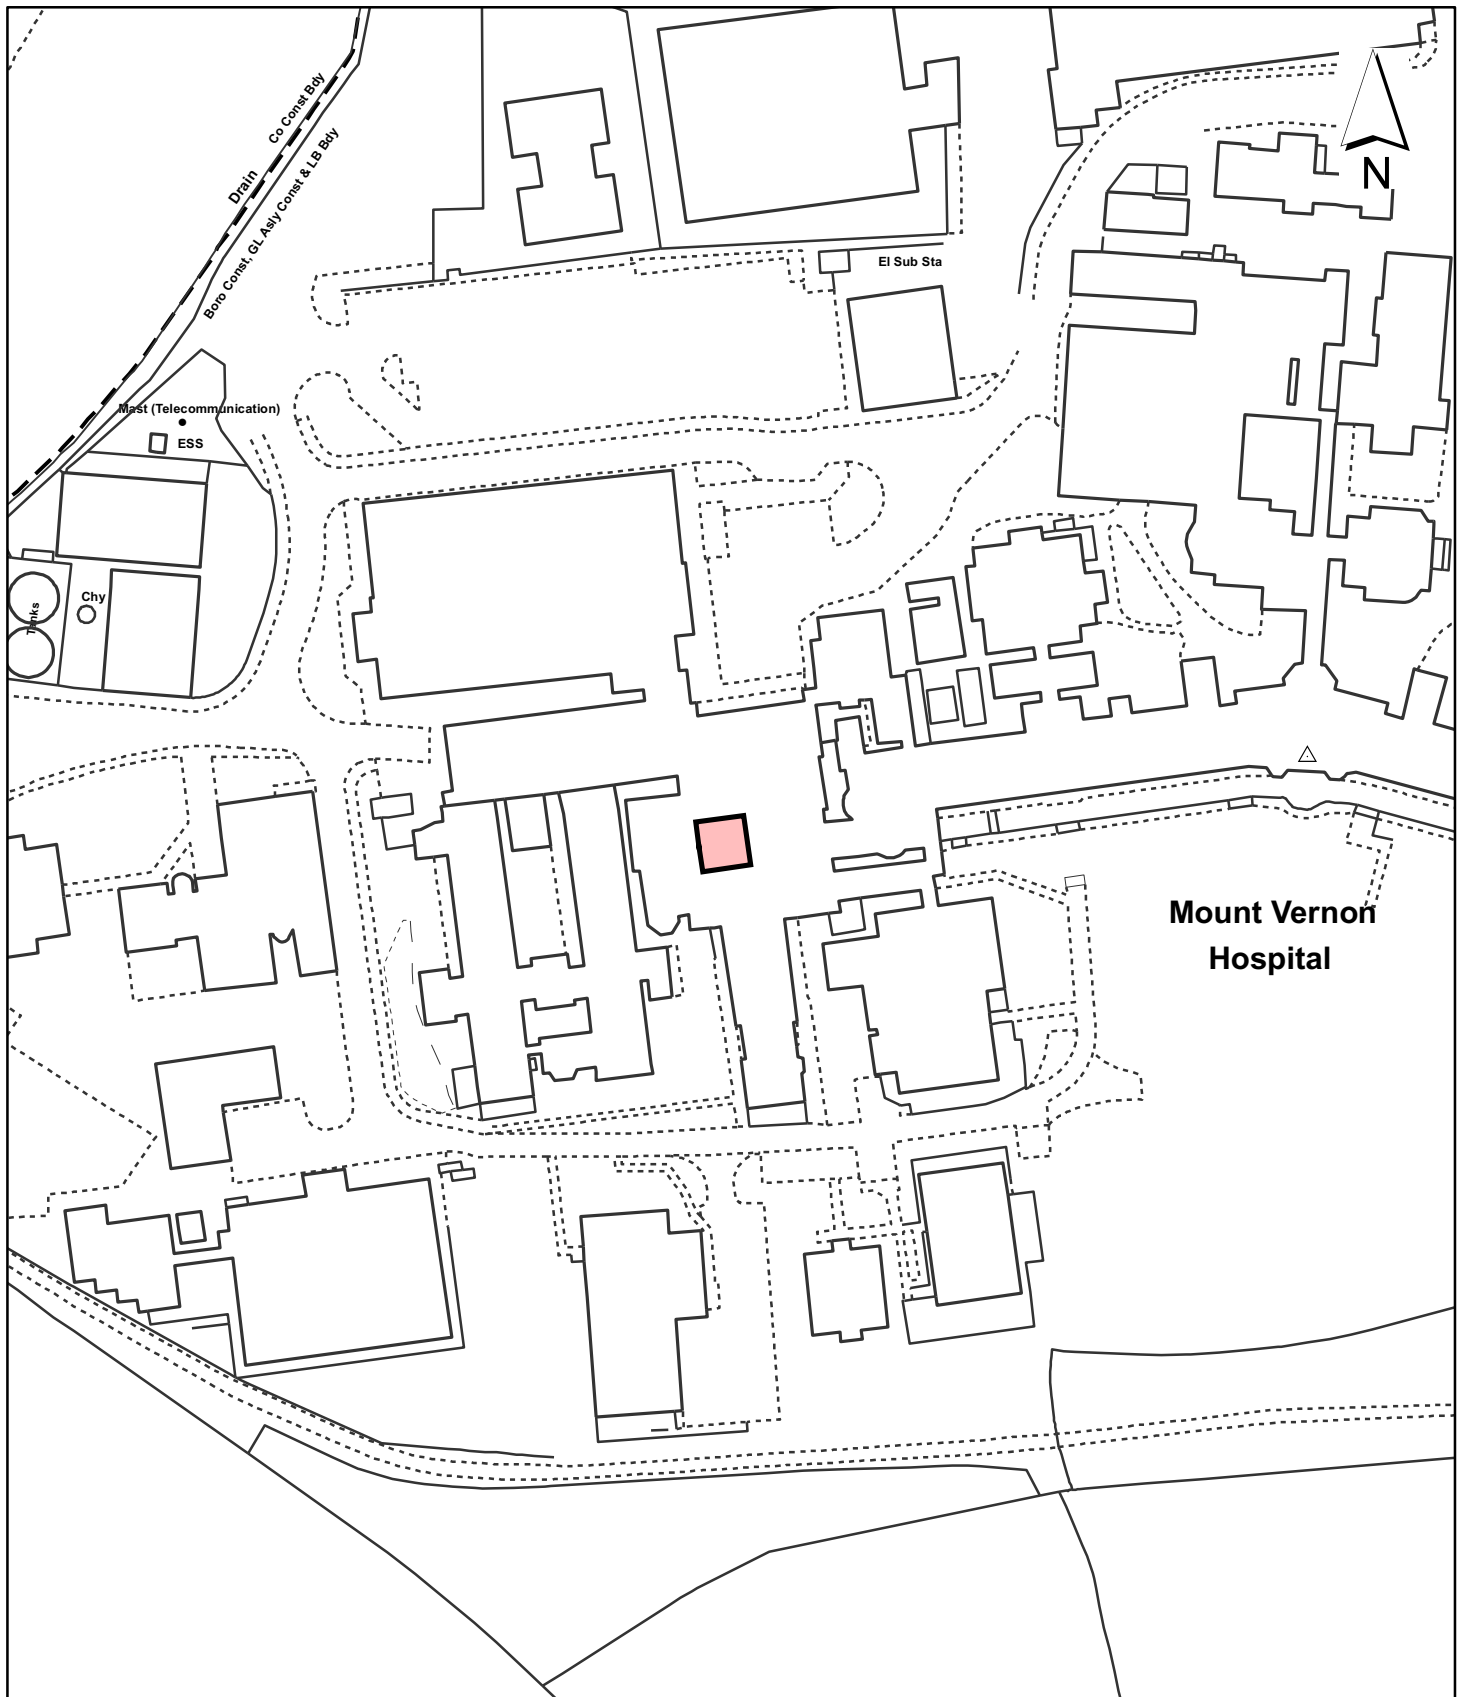 Co Const Bdy
Drain
Boro Const, GL Asly Const & LB Bdy
N
El Sub Sta
Mast (Telecommunication)
ESS
Chy
Tanks
Mount Vernon
Hospital